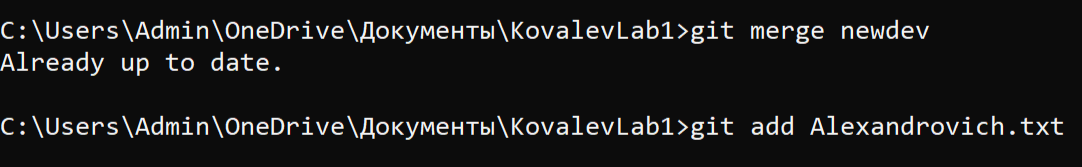 C:\Users\Admin\OneDrive\Документы\KovalevLab1>git merge newdev
Already up to date.
C:\Users\Admin\OneDrive\Документы\KovalevLab1>git add Alexandrovich.txt